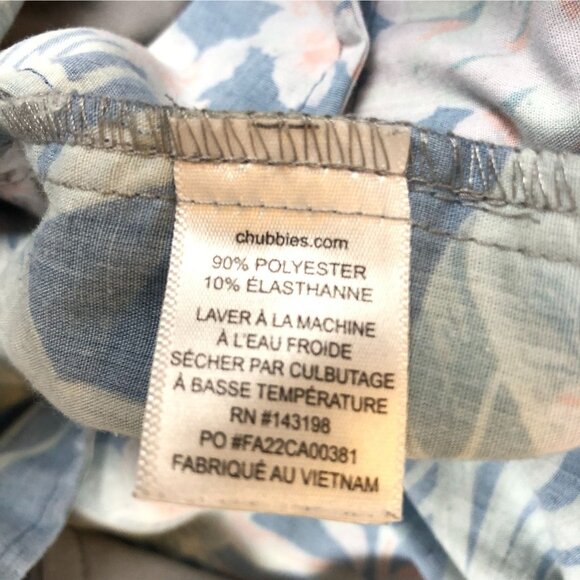 chubbies.com
90% POLYESTER
10% ÉLASTHANNE
LAVER À LA MACHINE
À L'EAU FROIDE
SÉCHER PAR CULBUTAGE
À BASSE TEMPÉRATURE
RN #143198
PO #FA22CA00381
FABRIQUÉ AU VIETNAM